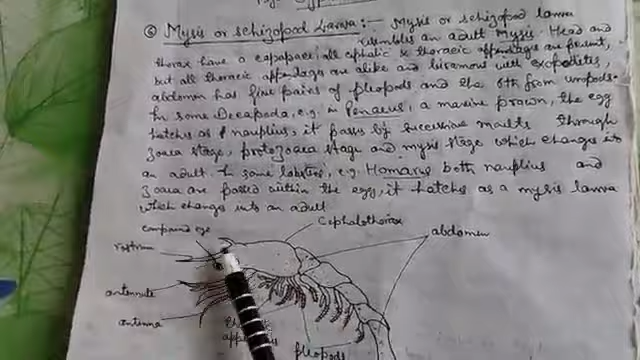 ⑥ Mysis or schizopod Larva :- Mysis or schizopod larva
resembles an adult Mysis. Head and
thorax have a carapace, all cephalic & thoracic appendages are present,
but all thoracic appendages are alike and biramous with exopodites,
abdomen has five pairs of pleopods and the 6th from uropods.
In some Decapoda, e.g. in Penaeus, a marine prawn, the egg
hatches as nauplius, it pass by successive moults through
zoaea stage, protozoaea stage and mysis stage which changes into
an adult. In some lobsters, e.g. Homarus both nauplius and
zoaea are passed within the egg, it hatches as a mysis larva
which changes into an adult
compound eye
Cephalothorax
rostrum
abdomen
antennule
antenna
pleopods